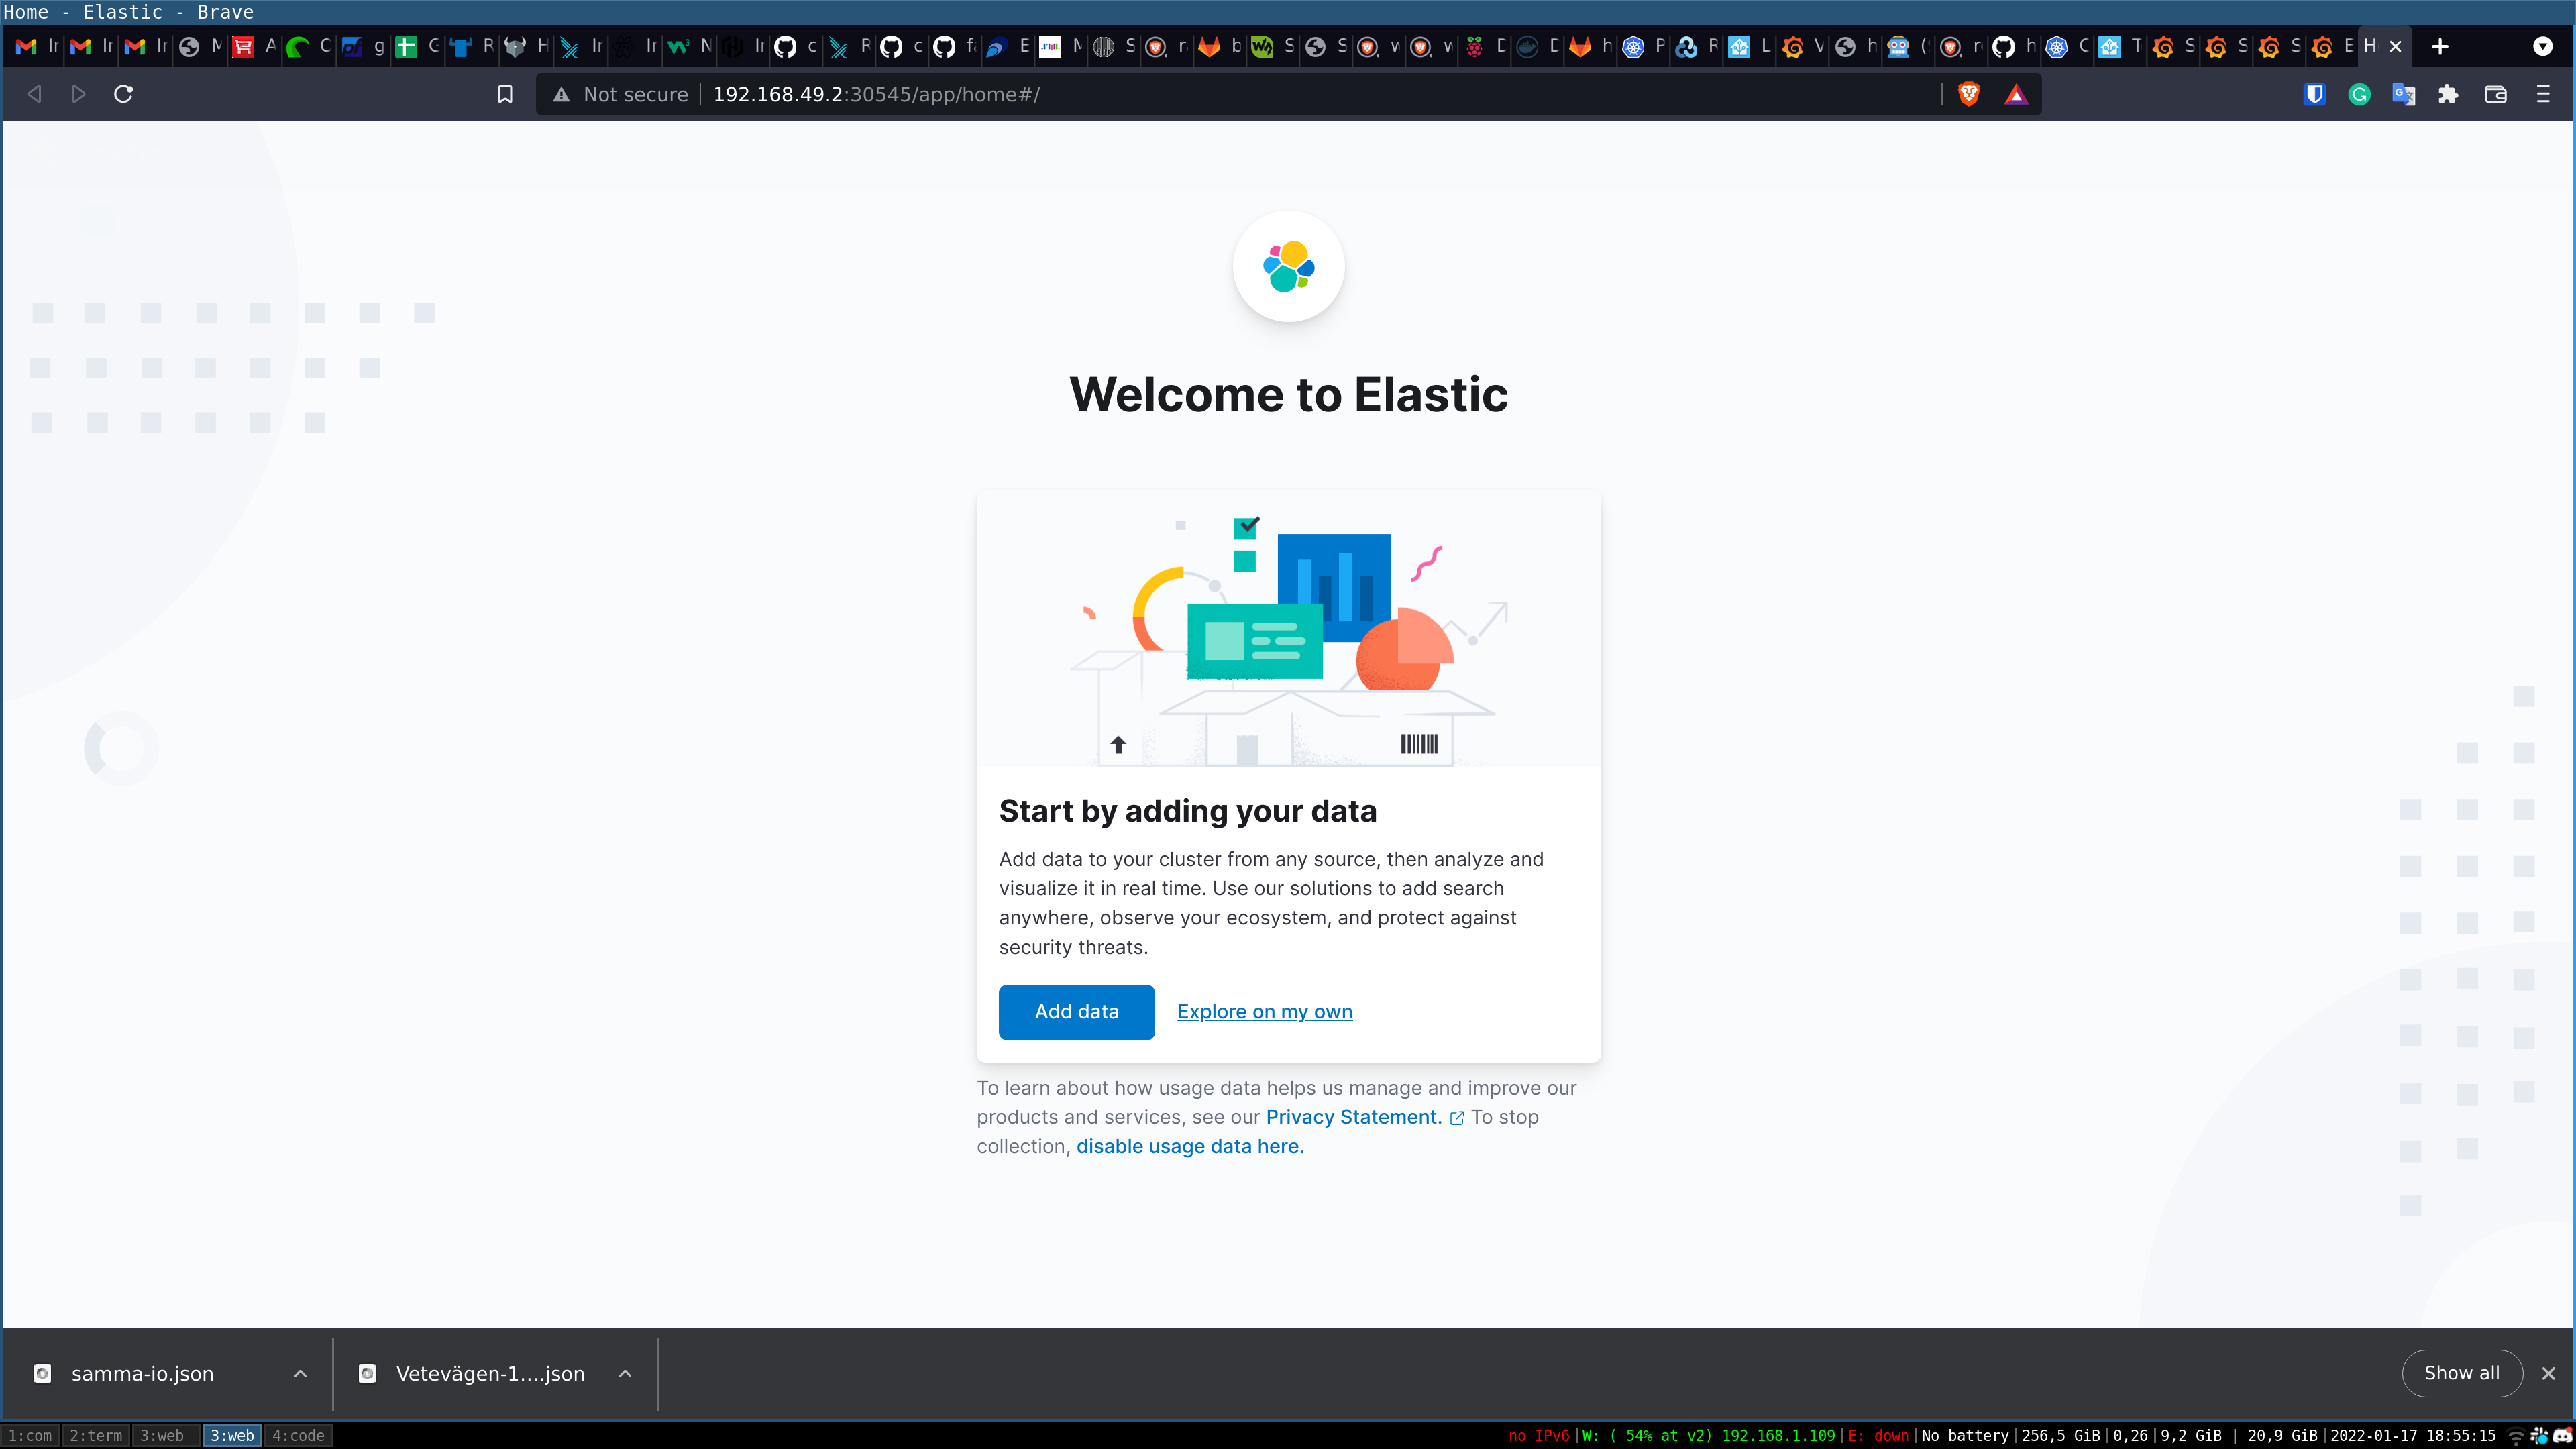 Home - Elastic - Brave
Not secure 192.168.49.2:30545/app/home#/
Welcome to Elastic
Start by adding your data
Add data to your cluster from any source, then analyze and
visualize it in real time. Use our solutions to add search
anywhere, observe your ecosystem, and protect against
security threats.
Add data Explore on my own
To learn about how usage data helps us manage and improve our
products and services, see our Privacy Statement. To stop
collection, disable usage data here.
samma-io.json Vetevägen-1....json Show all
1:com 2:term 3:web 3:web 4:code no IPv6|W: ( 54% at v2) 192.168.1.109|E: down|No battery|256,5 GiB|0,26|9,2 GiB | 20,9 GiB|2022-01-17 18:55:15